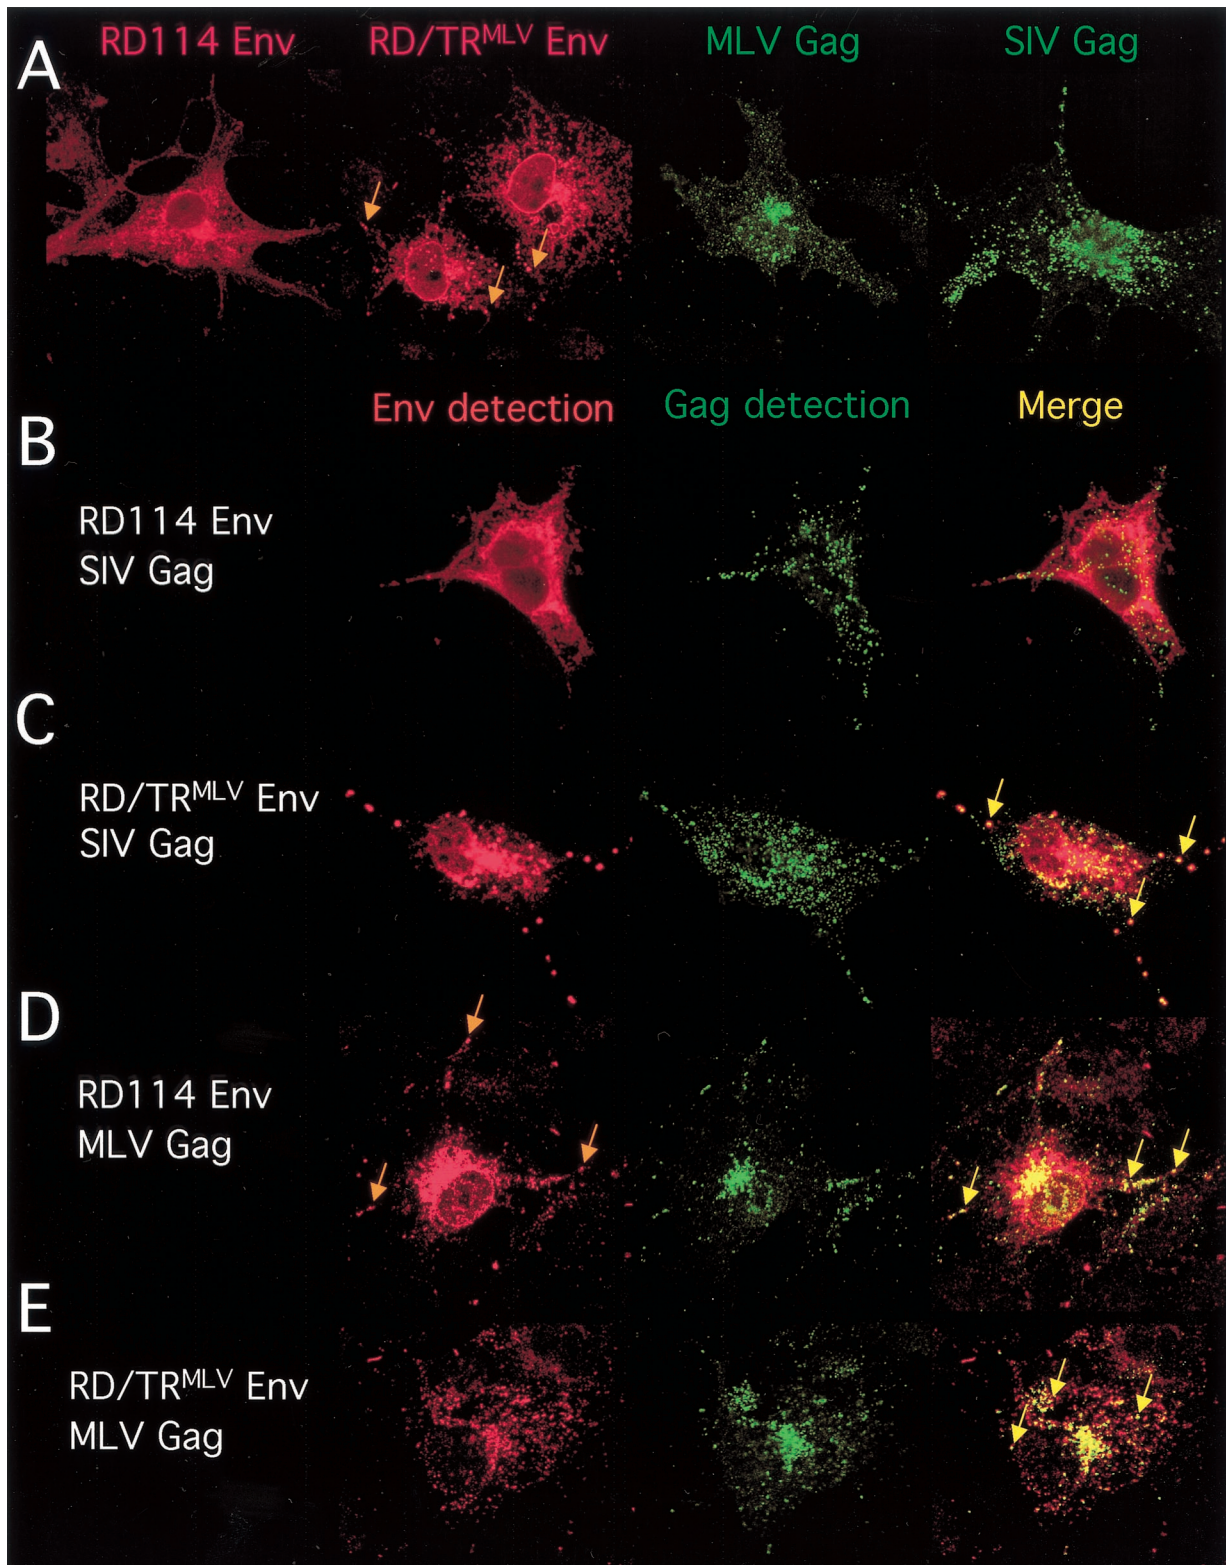 A
RD114 Env
RD/TRMLV Env
MLV Gag
SIV Gag
Env detection
Gag detection
Merge
B
RD114 Env
SIV Gag
C
RD/TRMLV Env
SIV Gag
D
RD114 Env
MLV Gag
E
RD/TRMLV Env
MLV Gag